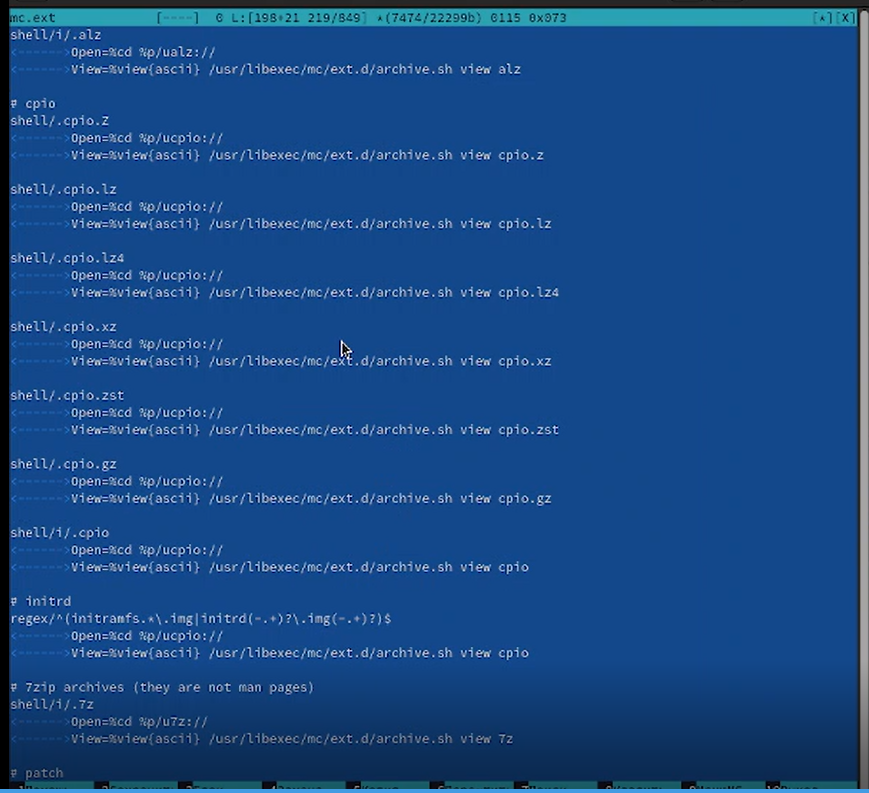 mc.ext [----] 0 L:[198+21 219/849] *(7474/22299b) 0115 0x073 [*][X]
shell/i/.alz
<------>Open=%cd %p/ualz://
<------>View=%view{ascii} /usr/libexec/mc/ext.d/archive.sh view alz
# cpio
shell/.cpio.Z
<------>Open=%cd %p/ucpio://
<------>View=%view{ascii} /usr/libexec/mc/ext.d/archive.sh view cpio.z
shell/.cpio.lz
<------>Open=%cd %p/ucpio://
<------>View=%view{ascii} /usr/libexec/mc/ext.d/archive.sh view cpio.lz
shell/.cpio.lz4
<------>Open=%cd %p/ucpio://
<------>View=%view{ascii} /usr/libexec/mc/ext.d/archive.sh view cpio.lz4
shell/.cpio.xz
<------>Open=%cd %p/ucpio://
<------>View=%view{ascii} /usr/libexec/mc/ext.d/archive.sh view cpio.xz
shell/.cpio.zst
<------>Open=%cd %p/ucpio://
<------>View=%view{ascii} /usr/libexec/mc/ext.d/archive.sh view cpio.zst
shell/.cpio.gz
<------>Open=%cd %p/ucpio://
<------>View=%view{ascii} /usr/libexec/mc/ext.d/archive.sh view cpio.gz
shell/i/.cpio
<------>Open=%cd %p/ucpio://
<------>View=%view{ascii} /usr/libexec/mc/ext.d/archive.sh view cpio
# initrd
regex/^(initramfs.*\.img|initrd(-.+)?\.img(-.+)?)$
<------>Open=%cd %p/ucpio://
<------>View=%view{ascii} /usr/libexec/mc/ext.d/archive.sh view cpio
# 7zip archives (they are not man pages)
shell/i/.7z
<------>Open=%cd %p/u7z://
<------>View=%view{ascii} /usr/libexec/mc/ext.d/archive.sh view 7z
# patch